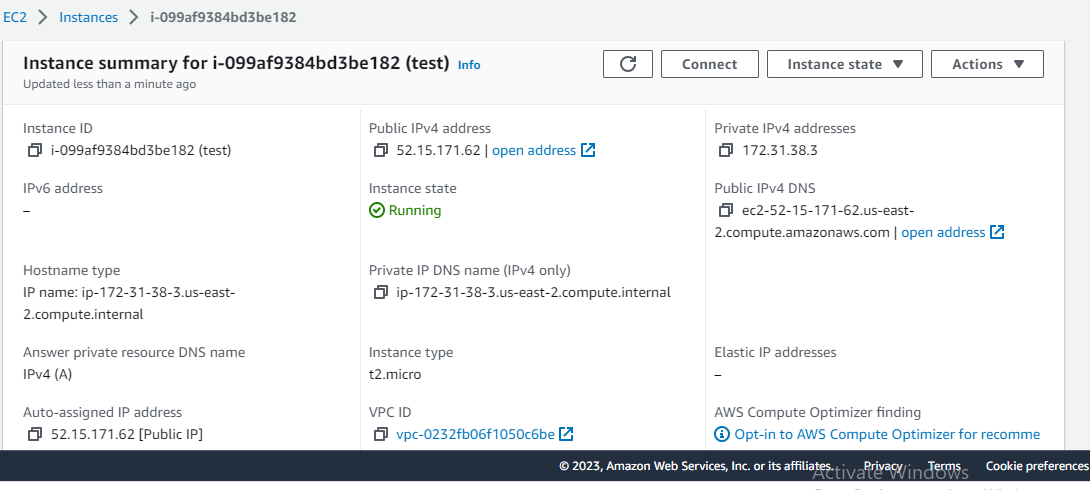 EC2 > Instances > i-099af9384bd3be182
Instance summary for i-099af9384bd3be182 (test) Info
Updated less than a minute ago
Connect
Instance state
Actions
Instance ID
i-099af9384bd3be182 (test)
Public IPv4 address
52.15.171.62 | open address
Private IPv4 addresses
172.31.38.3
IPv6 address
–
Instance state
Running
Public IPv4 DNS
ec2-52-15-171-62.us-east-
2.compute.amazonaws.com | open address
Hostname type
IP name: ip-172-31-38-3.us-east-
2.compute.internal
Private IP DNS name (IPv4 only)
ip-172-31-38-3.us-east-2.compute.internal
Answer private resource DNS name
IPv4 (A)
Instance type
t2.micro
Elastic IP addresses
–
Auto-assigned IP address
52.15.171.62 [Public IP]
VPC ID
vpc-0232fb06f1050c6be
AWS Compute Optimizer finding
Opt-in to AWS Compute Optimizer for recomme
© 2023, Amazon Web Services, Inc. or its affiliates.
Privacy
Terms
Cookie preferences
Activate Windows